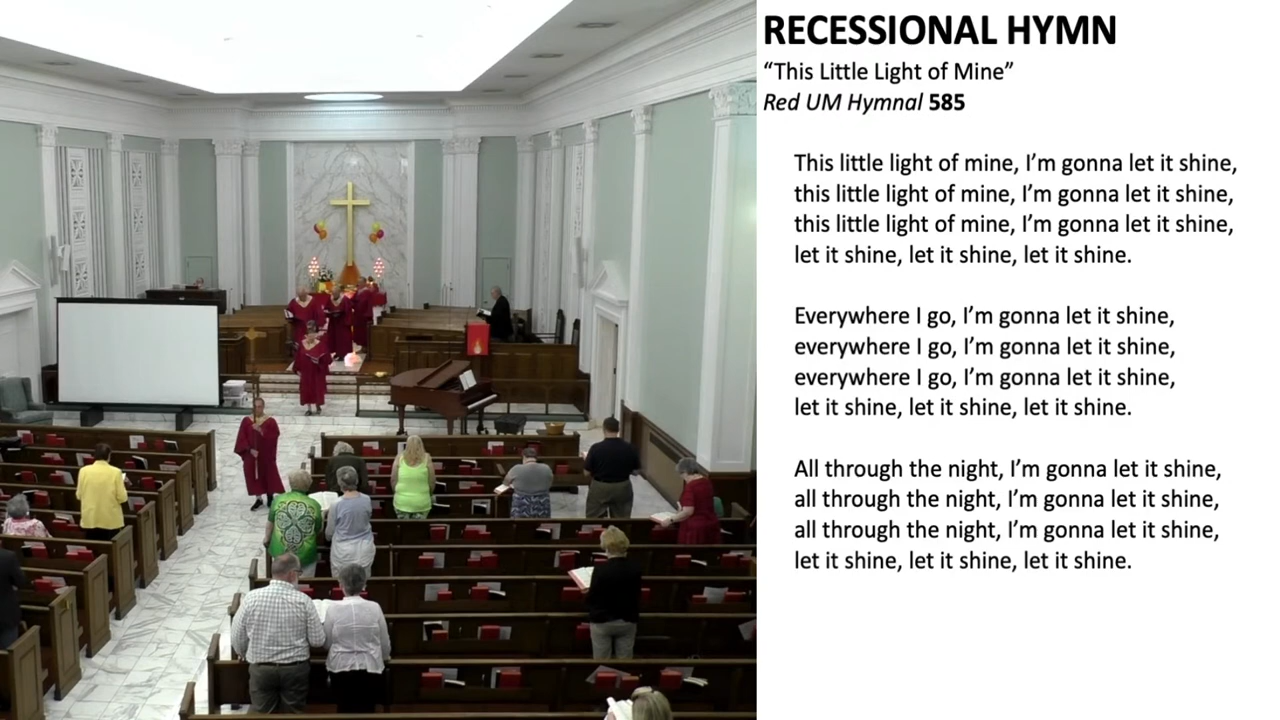 RECESSIONAL HYMN
“This Little Light of Mine”
Red UM Hymnal 585
This little light of mine, I’m gonna let it shine,
this little light of mine, I’m gonna let it shine,
this little light of mine, I’m gonna let it shine,
let it shine, let it shine, let it shine.
Everywhere I go, I’m gonna let it shine,
everywhere I go, I’m gonna let it shine,
everywhere I go, I’m gonna let it shine,
let it shine, let it shine, let it shine.
All through the night, I’m gonna let it shine,
all through the night, I’m gonna let it shine,
all through the night, I’m gonna let it shine,
let it shine, let it shine, let it shine.